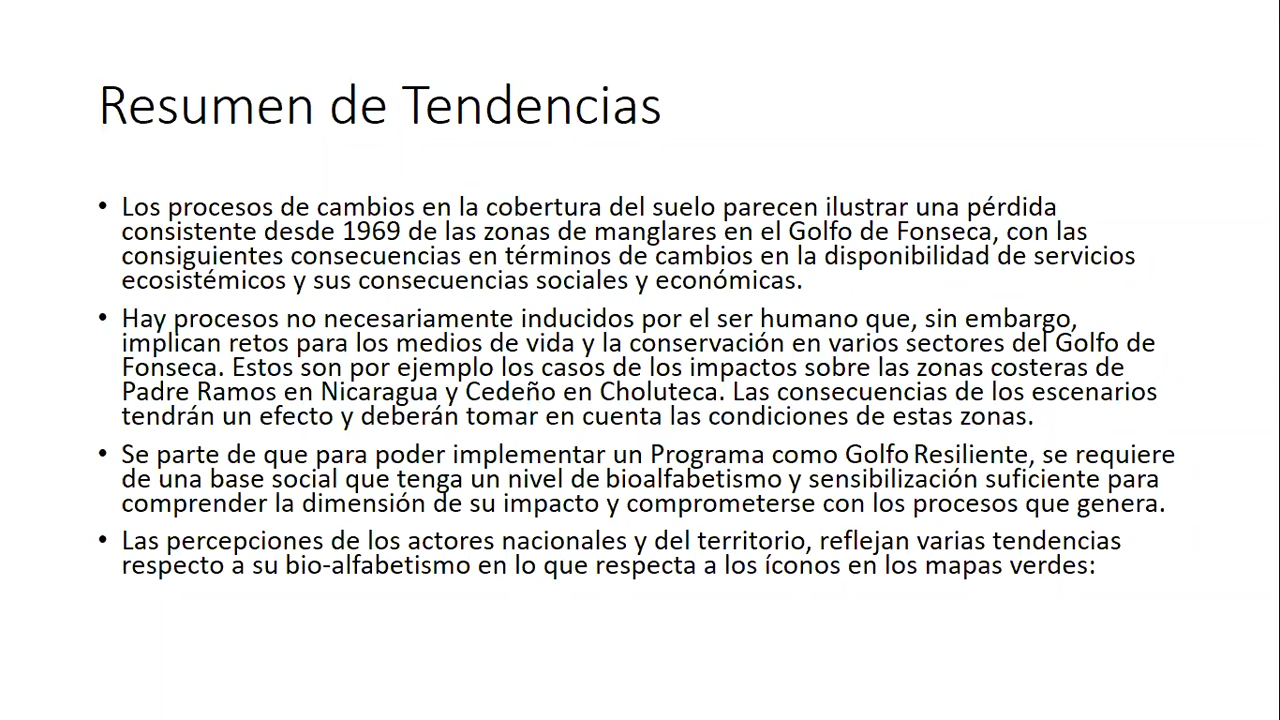 Resumen de Tendencias
• Los procesos de cambios en la cobertura del suelo parecen ilustrar una pérdida
consistente desde 1969 de las zonas de manglares en el Golfo de Fonseca, con las
consiguientes consecuencias en términos de cambios en la disponibilidad de servicios
ecosistémicos y sus consecuencias sociales y económicas.
• Hay procesos no necesariamente inducidos por el ser humano que, sin embargo,
implican retos para los medios de vida y la conservación en varios sectores del Golfo de
Fonseca. Estos son por ejemplo los casos de los impactos sobre las zonas costeras de
Padre Ramos en Nicaragua y Cedeño en Choluteca. Las consecuencias de los escenarios
tendrán un efecto y deberán tomar en cuenta las condiciones de estas zonas.
• Se parte de que para poder implementar un Programa como Golfo Resiliente, se requiere
de una base social que tenga un nivel de bioalfabetismo y sensibilización suficiente para
comprender la dimensión de su impacto y comprometerse con los procesos que genera.
• Las percepciones de los actores nacionales y del territorio, reflejan varias tendencias
respecto a su bio-alfabetismo en lo que respecta a los íconos en los mapas verdes: